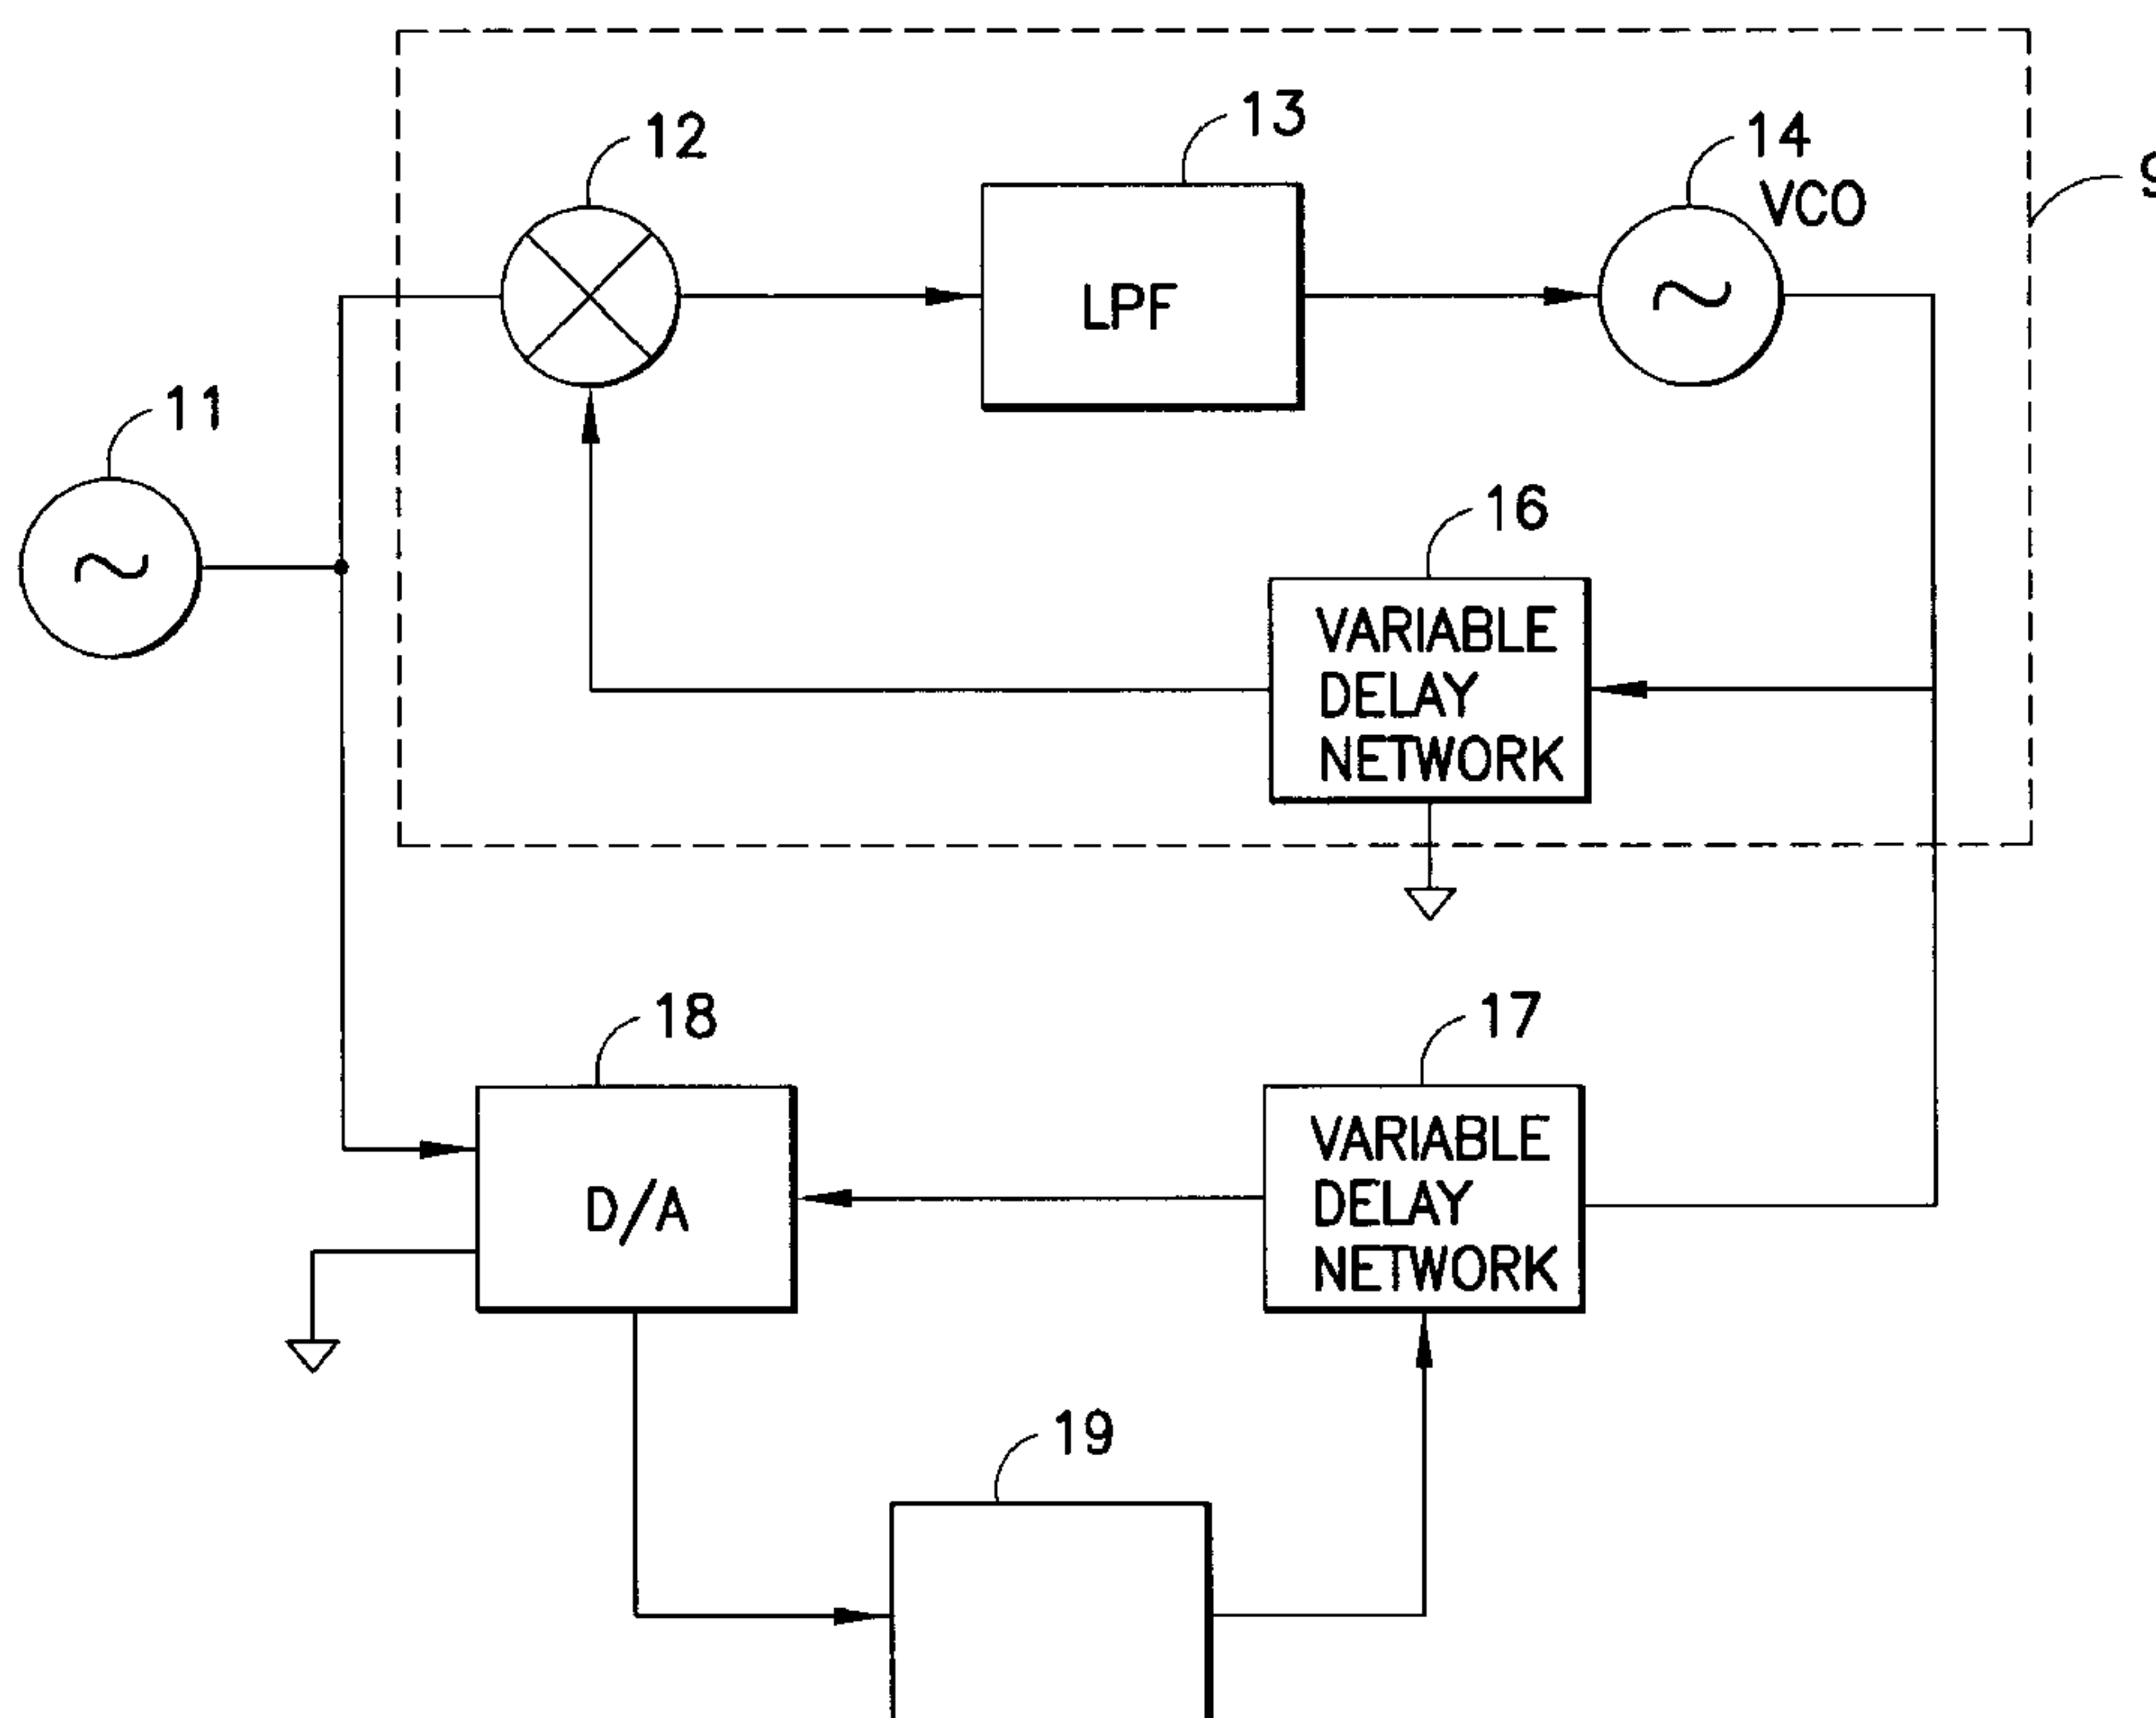 12
13
14
VCO
9
LPF
11
16
VARIABLE
DELAY
NETWORK
18
17
D/A
VARIABLE
DELAY
NETWORK
19